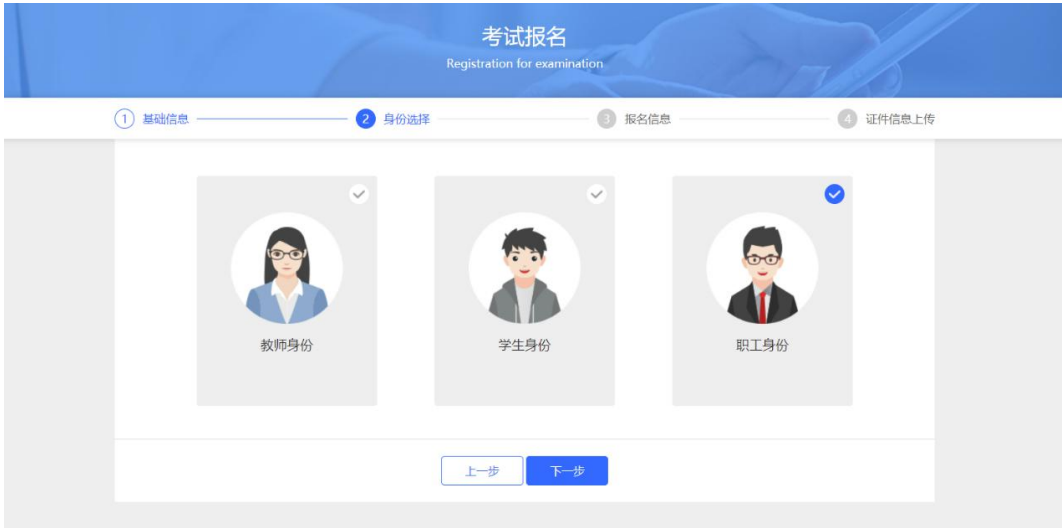 考试报名
Registration for examination
1 基础信息 2 身份选择 3 报名信息 4 证件信息上传
教师身份 学生身份 职工身份
上一步 下一步